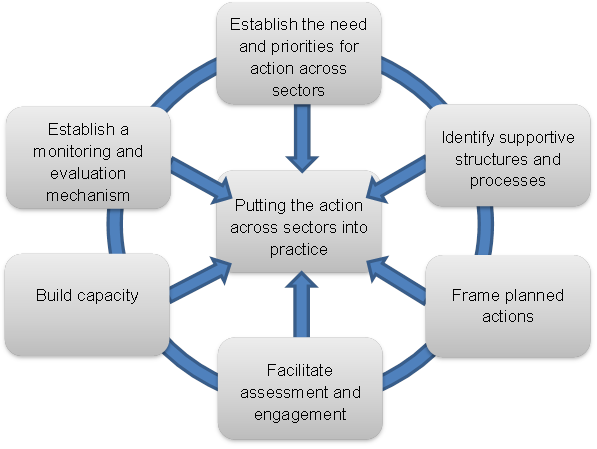 Establish the need
and priorities for
action across
sectors
Identify supportive
structures and
processes
Frame planned
actions
Facilitate
assessment and
engagement
Build capacity
Establish a
monitoring and
evaluation
mechanism
Putting the action
across sectors into
practice